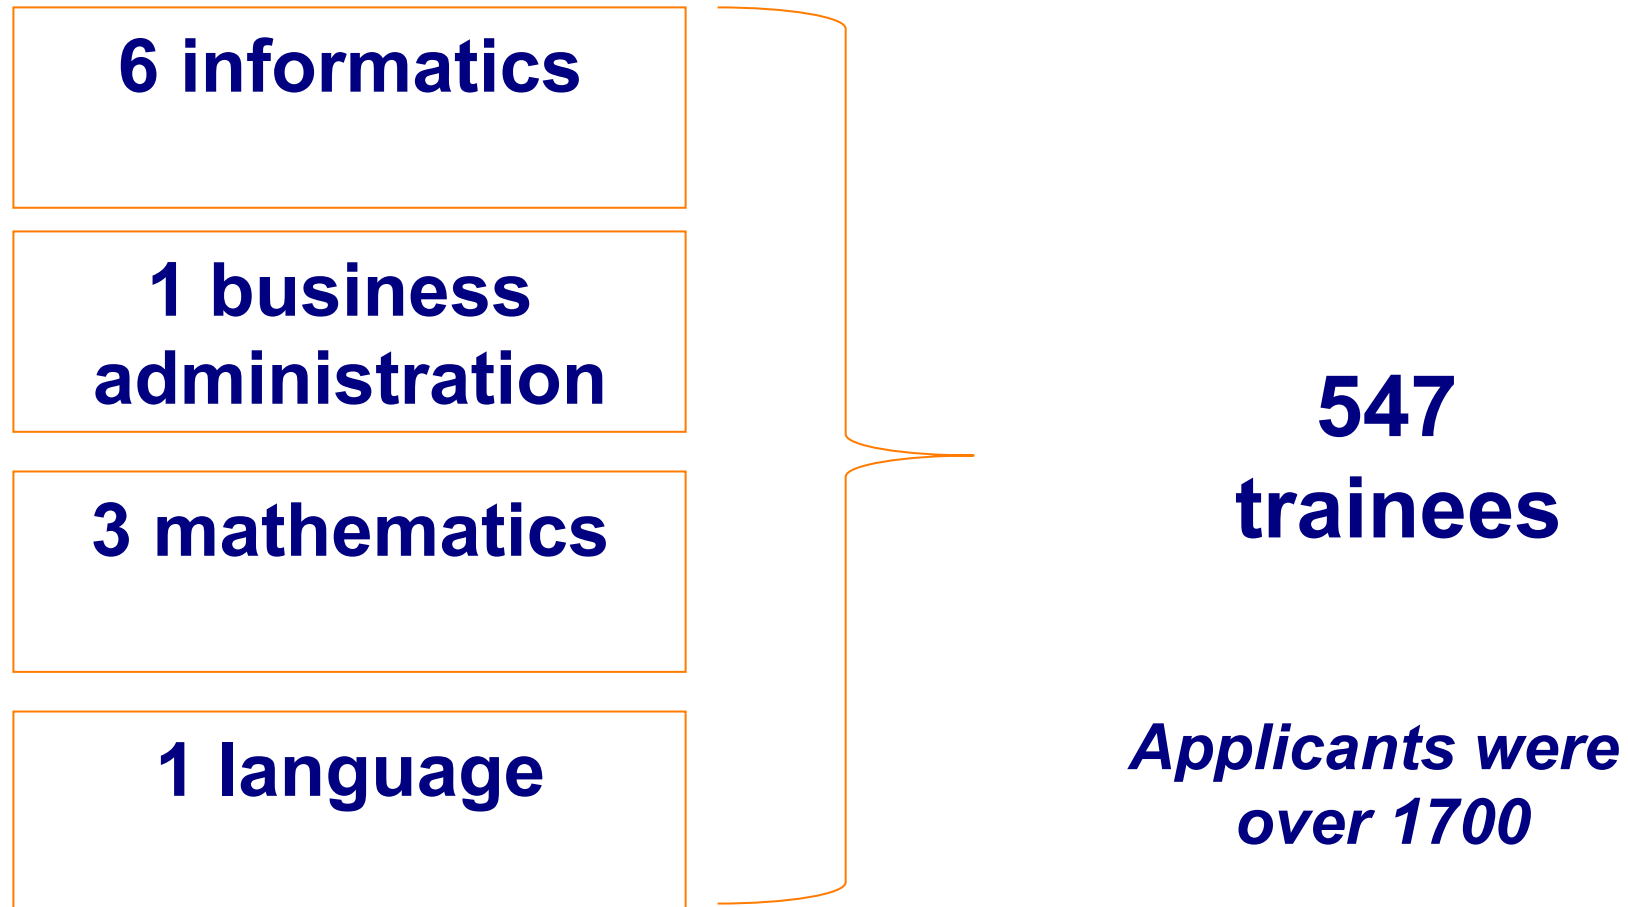 6 informatics
1 business
administration
3 mathematics
1 language
547
trainees
Applicants were
over 1700